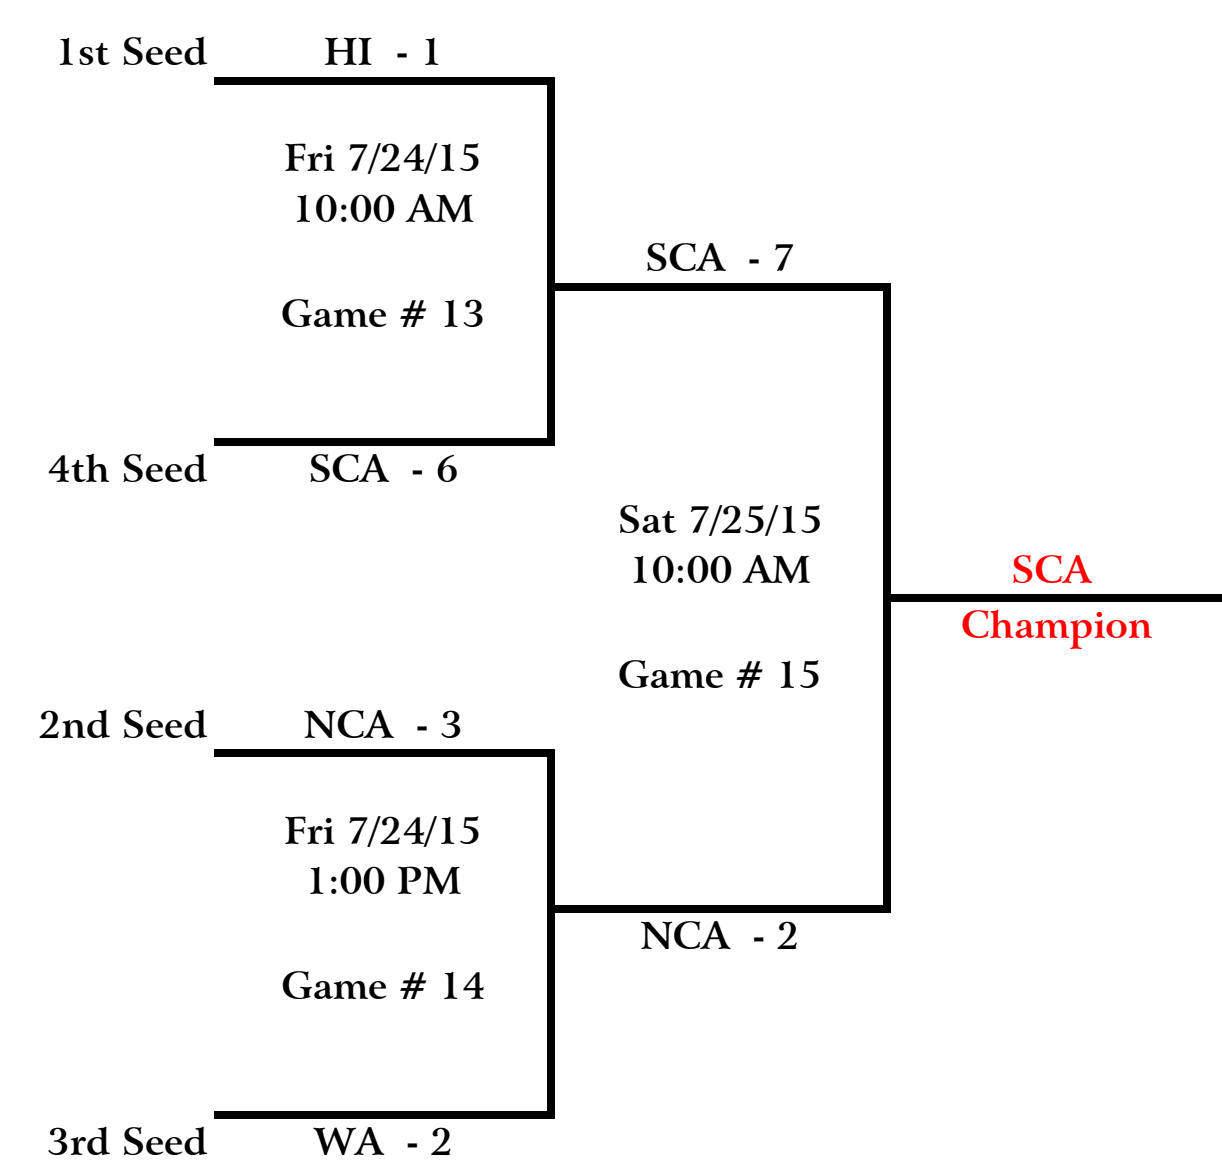 1st Seed HI - 1
Fri 7/24/15
10:00 AM
SCA - 7
Game # 13
4th Seed SCA - 6
Sat 7/25/15
10:00 AM
SCA
Champion
Game # 15
2nd Seed NCA - 3
Fri 7/24/15
1:00 PM
NCA - 2
Game # 14
3rd Seed WA - 2